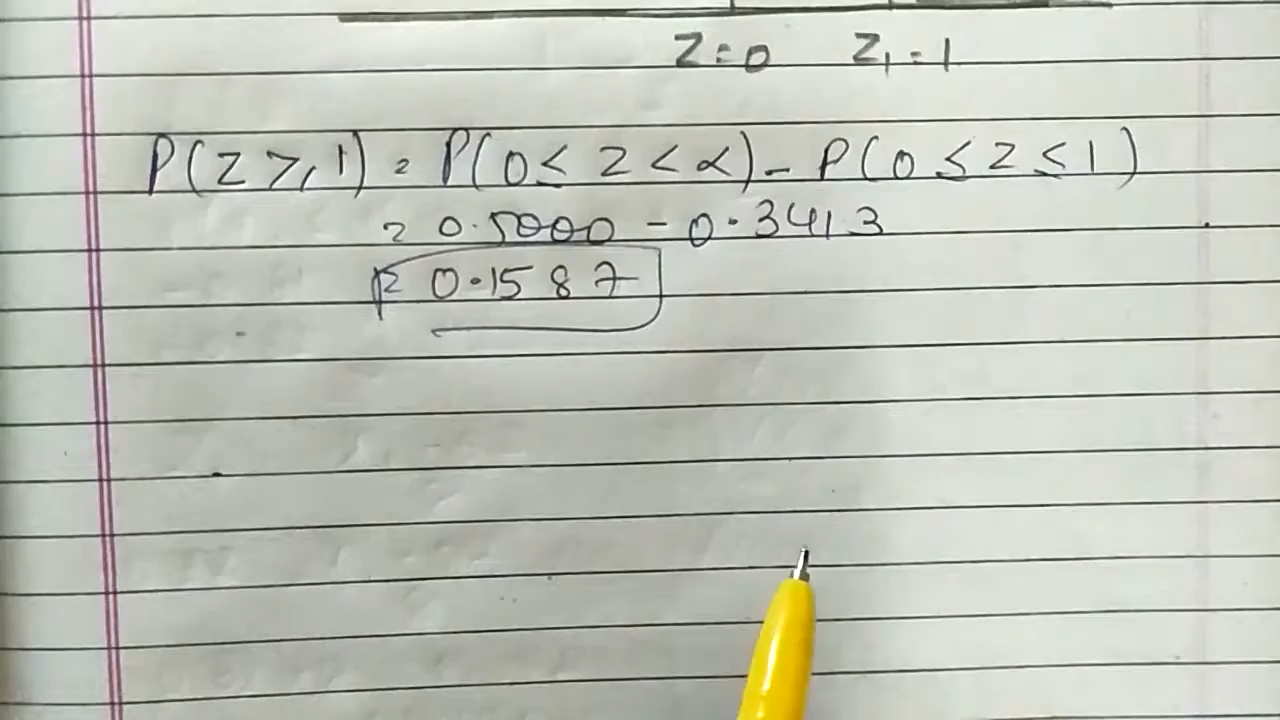 Z=0 Z₁=1
P(Z ≥ 1) = P(0 ≤ Z < α) - P(0 ≤ Z ≤ 1)
= 0.5000 - 0.3413
= 0.1587